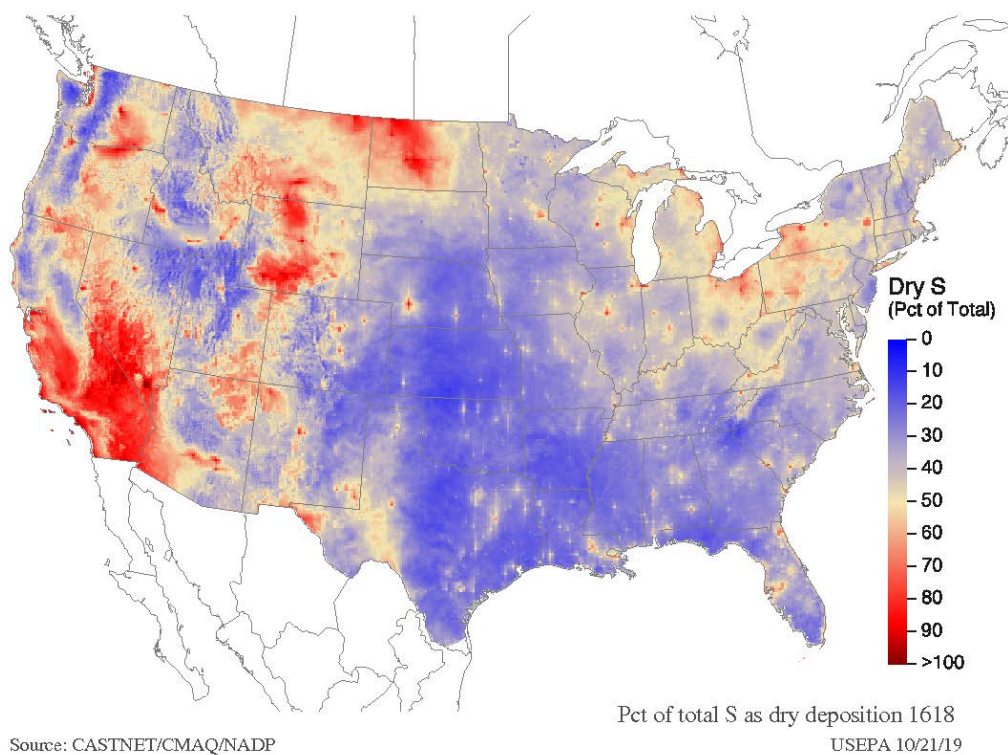 Dry S
(Pct of Total)
0
10
20
30
40
50
60
70
80
90
>100
Pct of total S as dry deposition 1618
Source: CASTNET/CMAQ/NADP
USEPA 10/21/19